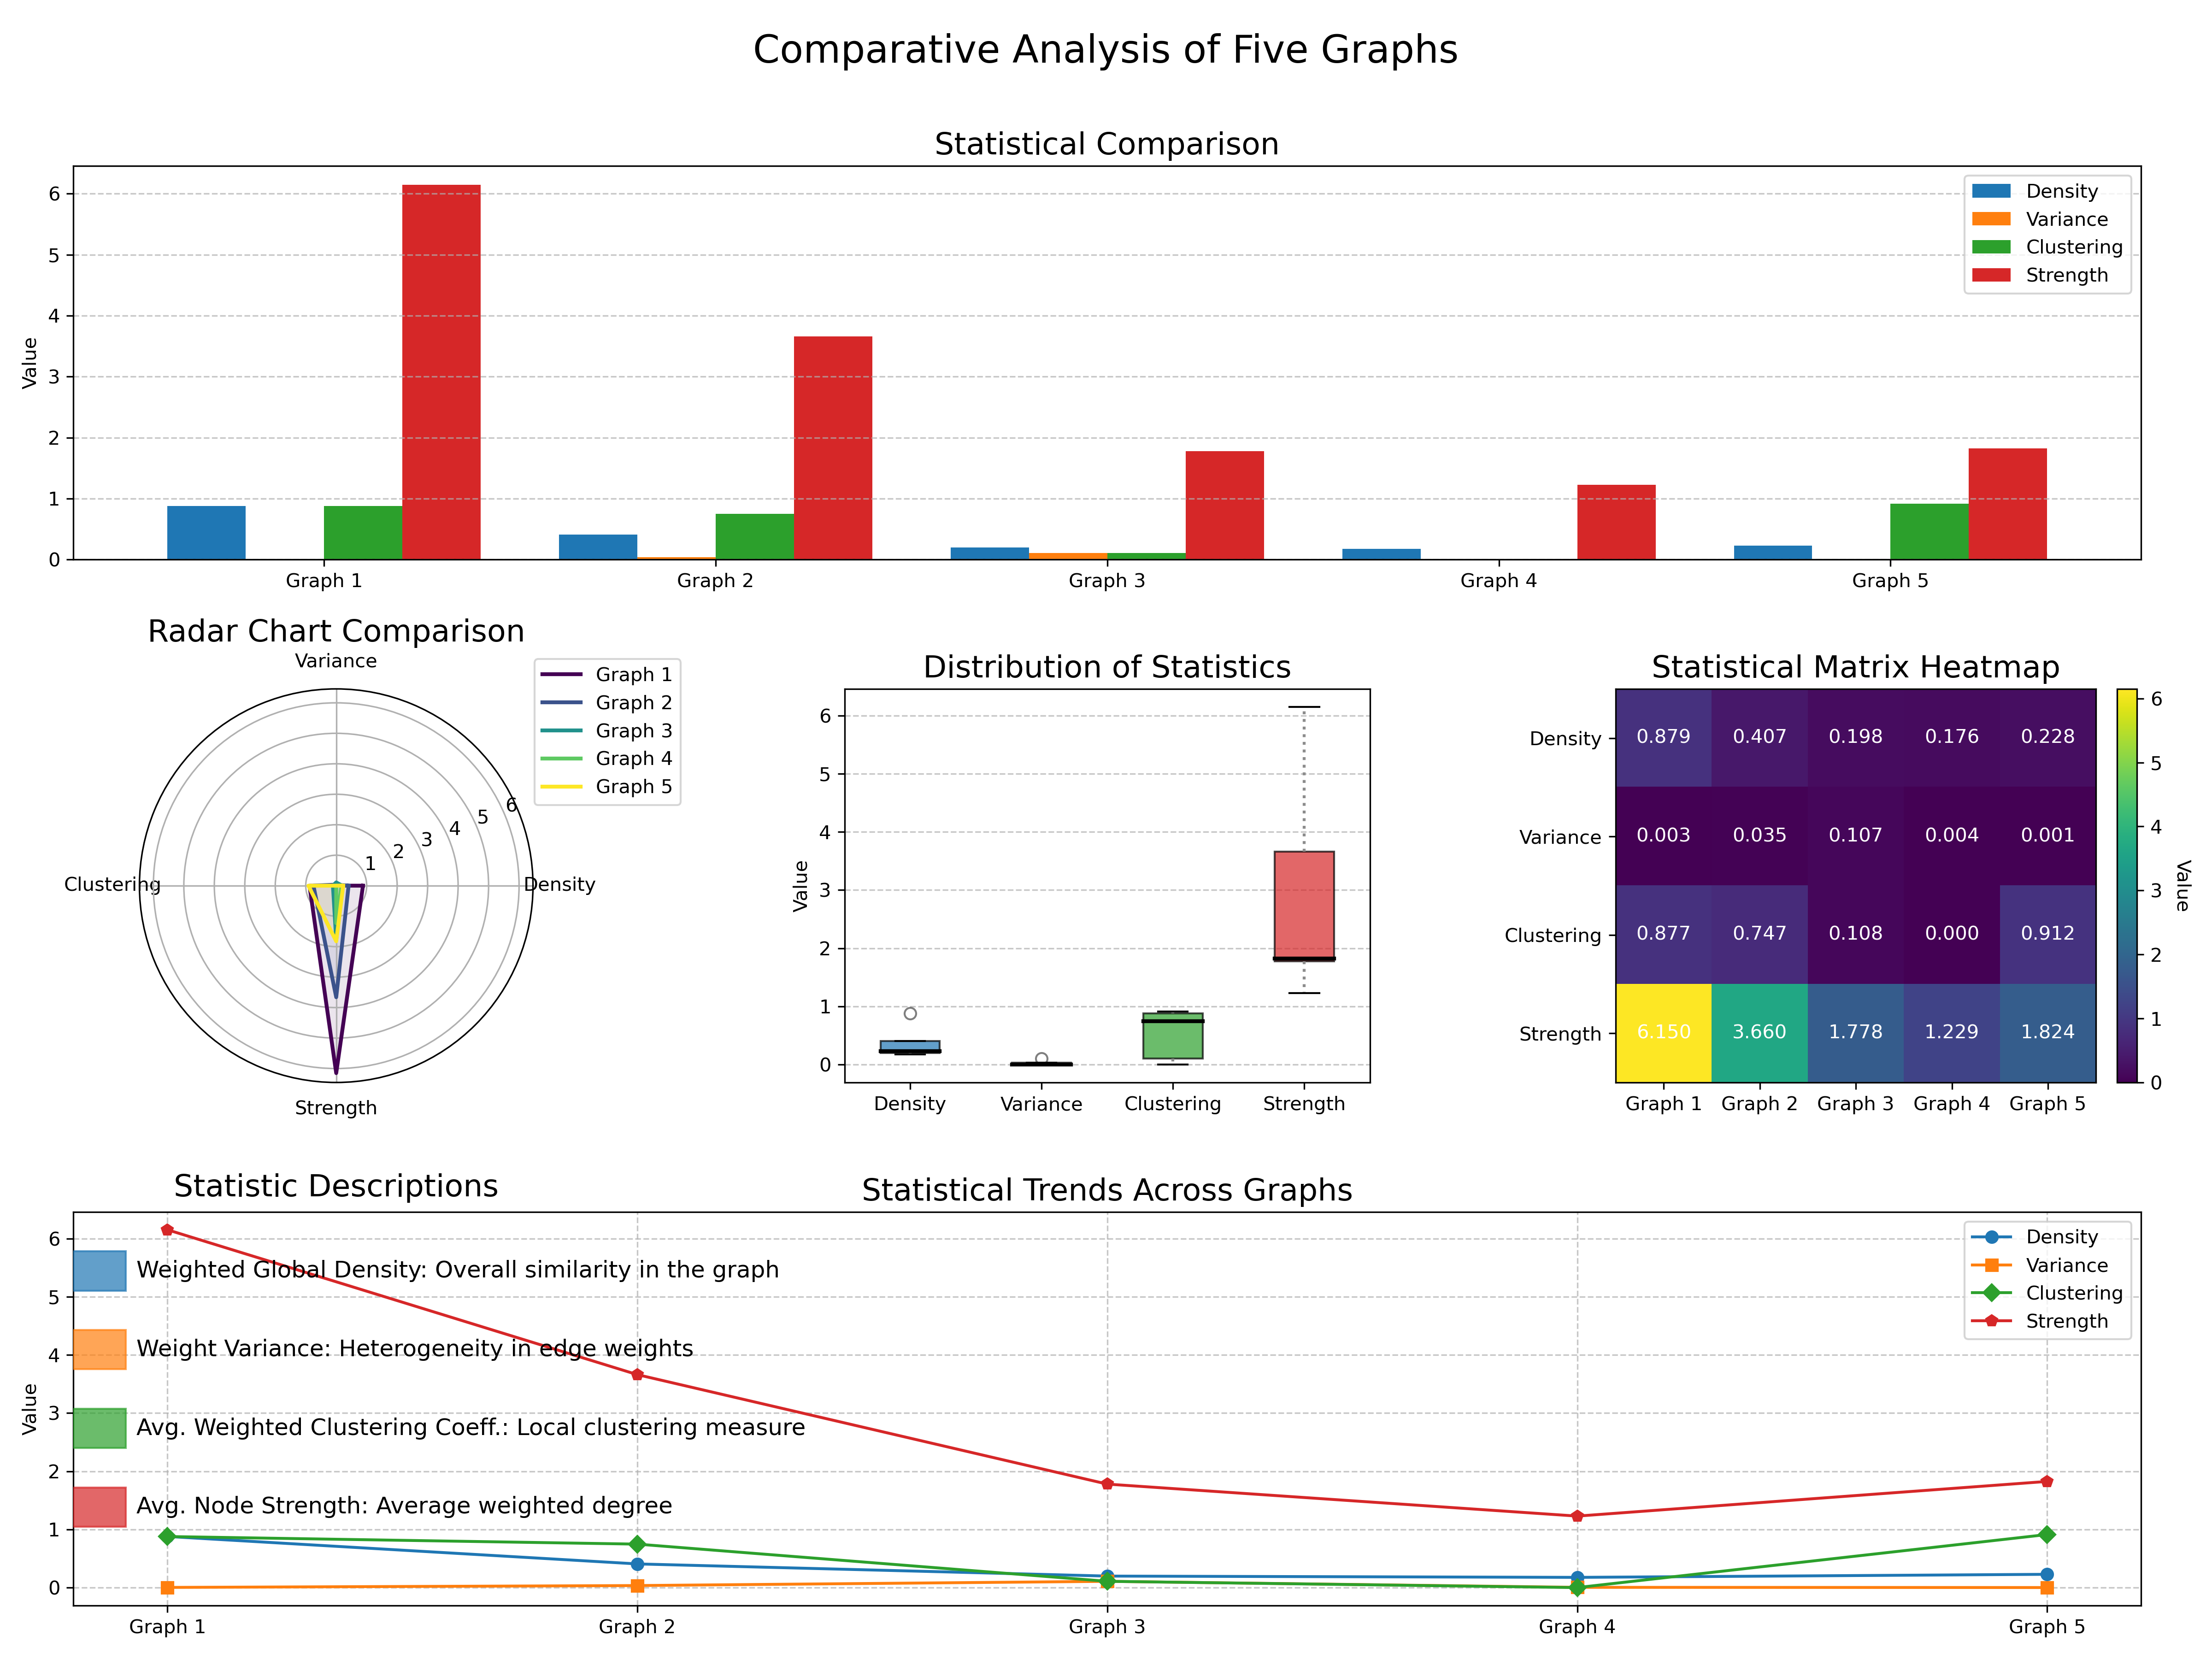 Comparative Analysis of Five Graphs
Statistical Comparison
Value
6
5
4
3
2
1
0
Density
Variance
Clustering
Strength
Graph 1
Graph 2
Graph 3
Graph 4
Graph 5
Radar Chart Comparison
Variance
Clustering
Density
Strength
1
2
3
4
5
6
Graph 1
Graph 2
Graph 3
Graph 4
Graph 5
Distribution of Statistics
Value
6
5
4
3
2
1
0
Density
Variance
Clustering
Strength
Statistical Matrix Heatmap
Density 0.879 0.407 0.198 0.176 0.228
Variance 0.003 0.035 0.107 0.004 0.001
Clustering 0.877 0.747 0.108 0.000 0.912
Strength 6.150 3.660 1.778 1.229 1.824
Graph 1 Graph 2 Graph 3 Graph 4 Graph 5
6
5
4
3
2
1
0
Value
Statistic Descriptions
Weighted Global Density: Overall similarity in the graph
Weight Variance: Heterogeneity in edge weights
Avg. Weighted Clustering Coeff.: Local clustering measure
Avg. Node Strength: Average weighted degree
Statistical Trends Across Graphs
Value
6
5
4
3
2
1
0
Density
Variance
Clustering
Strength
Graph 1
Graph 2
Graph 3
Graph 4
Graph 5